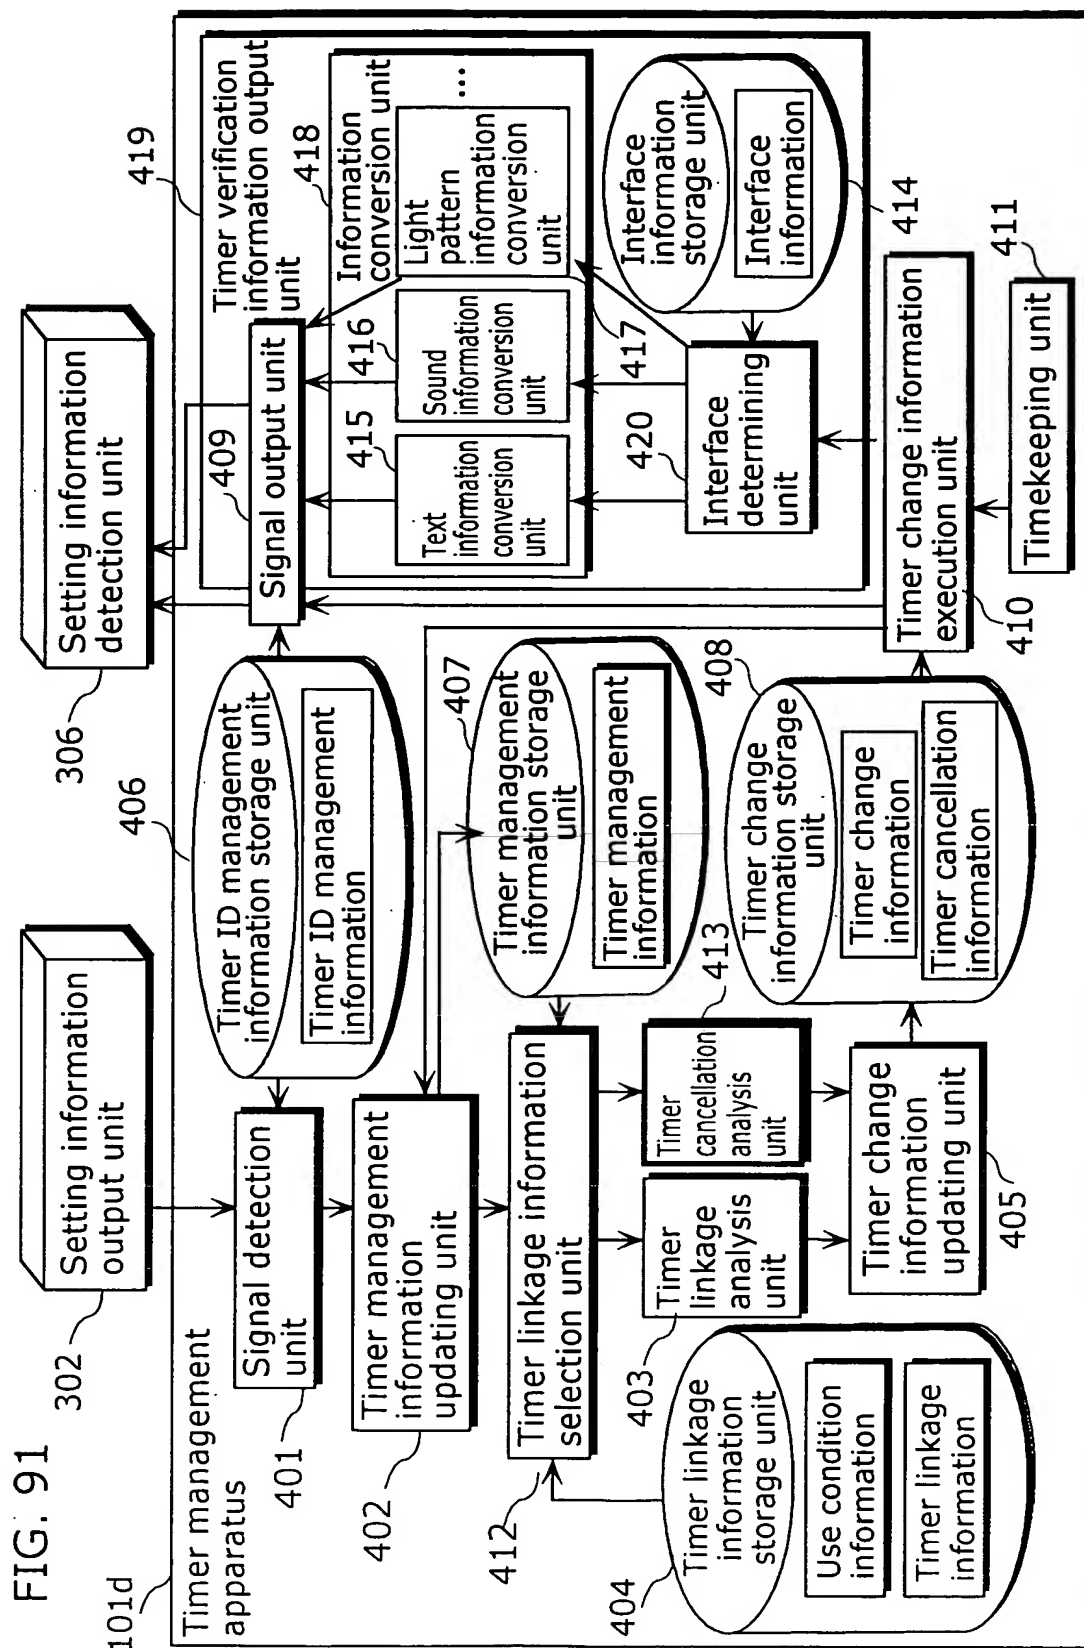 FIG. 91
101d
Timer management
apparatus
302
Setting information
output unit
306
Setting information
detection unit
401
Signal detection
unit
406
Timer ID management
information storage unit
Timer ID management
information
409
Signal output unit
419
Timer verification
information output
unit
418
Information
conversion unit
415
Text
information
conversion
unit
416
Sound
information
conversion
unit
417
Light
pattern
information
conversion
unit
...
420
Interface
determining
unit
414
Interface
information
storage unit
Interface
information
402
Timer management
information
updating unit
407
Timer management
information storage
unit
Timer management
information
412
Timer linkage information
selection unit
404
Timer linkage
information
storage unit
Use condition
information
Timer linkage
information
403
Timer
linkage
analysis
unit
413
Timer
cancellation
analysis
unit
405
Timer change
information
updating unit
408
Timer change
information storage
unit
Timer change
information
Timer cancellation
information
410
Timer change information
execution unit
411
Timekeeping unit